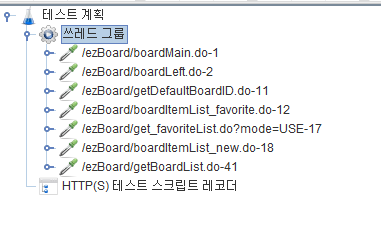 테스트 계획
쓰레드 그룹
/ezBoard/boardMain.do-1
/ezBoard/boardLeft.do-2
/ezBoard/getDefaultBoardID.do-11
/ezBoard/boardItemList_favorite.do-12
/ezBoard/get_favoriteList.do?mode=USE-17
/ezBoard/boardItemList_new.do-18
/ezBoard/getBoardList.do-41
HTTP(S) 테스트 스크립트 레코더